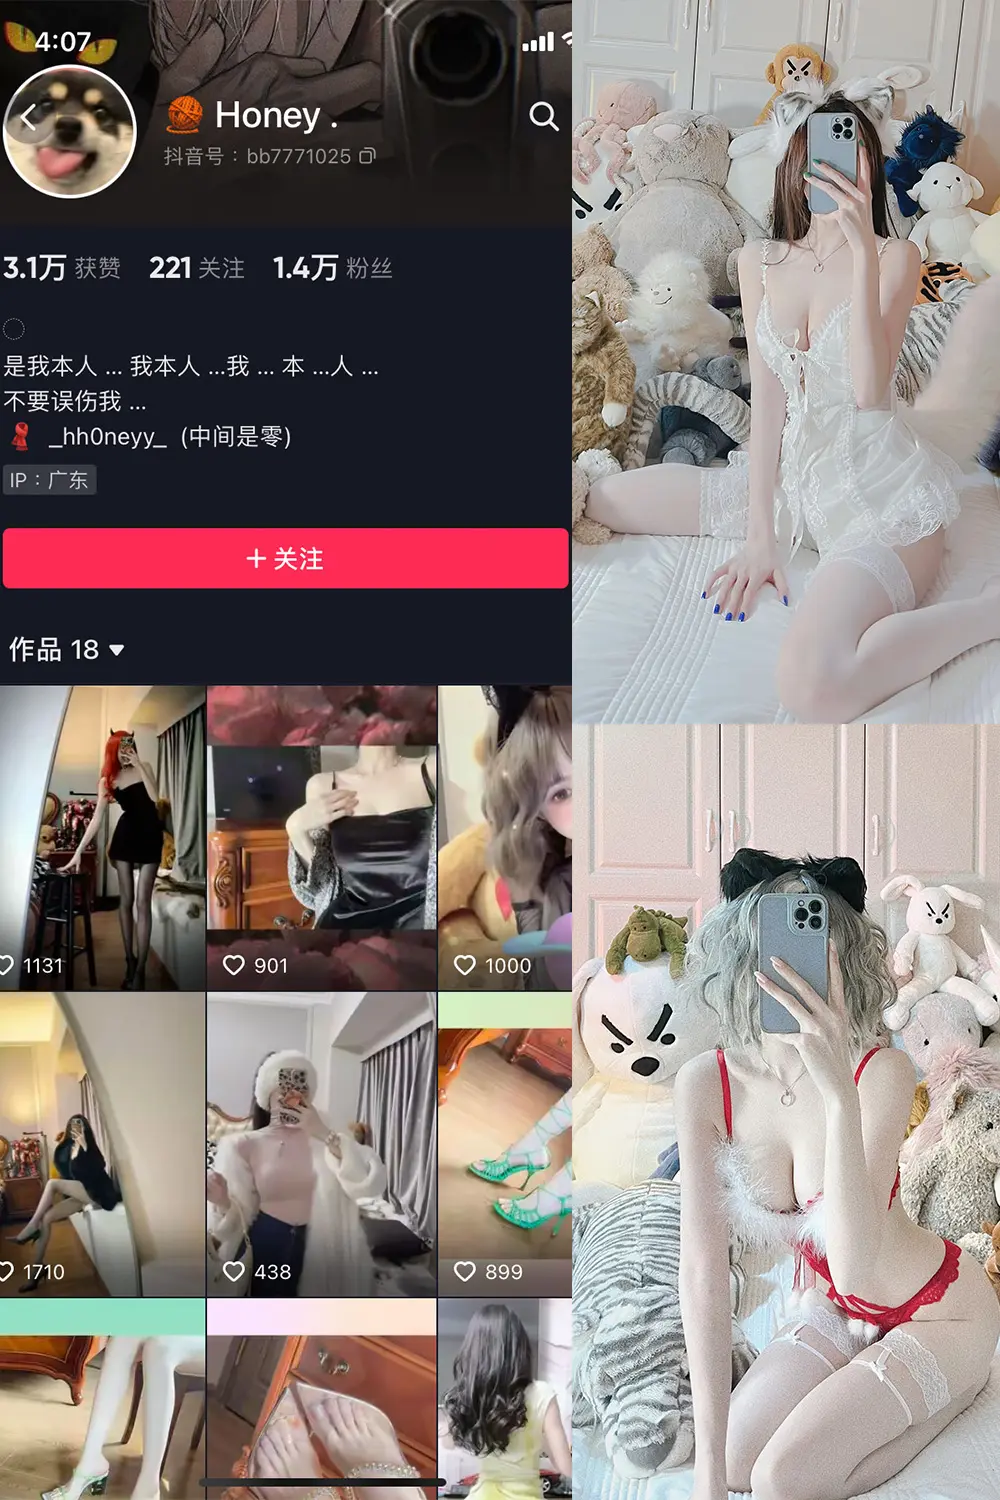 4:07
Honey .
抖音号：bb7771025
3.1万 获赞 221 关注 1.4万 粉丝
是我本人 ... 我本人 ...我 ... 本 ...人 ...
不要误伤我 ...
_hh0neyy_ (中间是零)
IP：广东
+ 关注
作品 18
1131
901
1000
1710
438
899